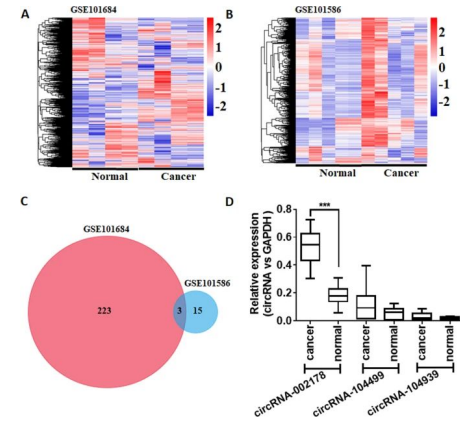 A
GSE101684
2
1
0
-1
-2
Normal
Cancer
B
GSE101586
2
1
0
-1
-2
Normal
Cancer
C
GSE101684
GSE101586
223
3
15
D
Relative expression
(circRNA vs GAPDH)
0.8
0.6
0.4
0.2
0.0
***
cancer
normal
cancer
normal
cancer
normal
circRNA-002178
circRNA-104499
circRNA-104939